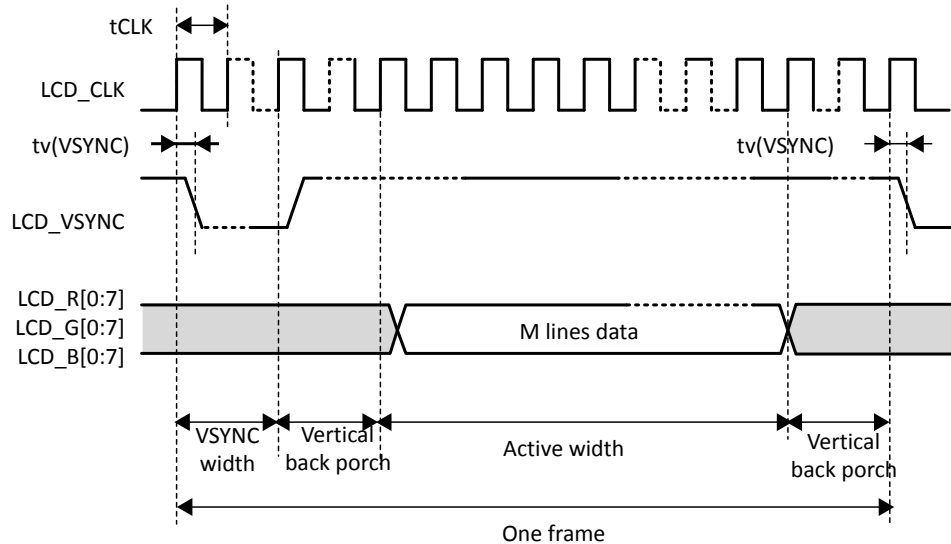 tCLK
LCD_CLK
tv(VSYNC)
tv(VSYNC)
LCD_VSYNC
LCD_R[0:7]
LCD_G[0:7]
LCD_B[0:7]
M lines data
VSYNC
width
Vertical
back porch
Active width
Vertical
back porch
One frame